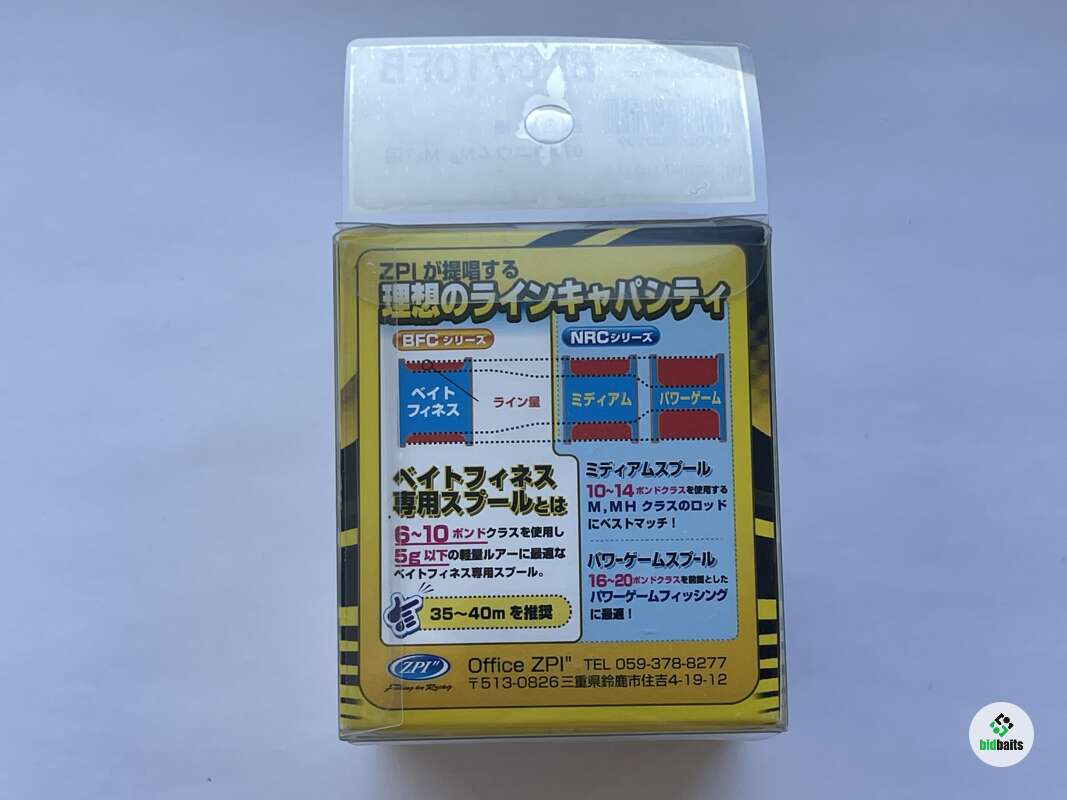 ZPIが提唱する
理想のラインキャパシティ
BFCシリーズ
ベイト
フィネス
ライン量
NRCシリーズ
ミディアム
パワーゲーム
ベイトフィネス
専用スプールとは
6~10ポンドクラスを使用し
5g以下の軽量ルアーに最適な
ベイトフィネス専用スプール。
35~40mを推奨
ミディアムスプール
10~14ポンドクラスを使用する
M,MHクラスのロッド
にベストマッチ!
パワーゲームスプール
16~20ポンドクラスを前提とした
パワーゲームフィッシング
に最適!
ZPI"
Fishing in Racing
Office ZPI" TEL 059-378-8277
〒513-0826三重県鈴鹿市住吉4-19-12
bidbaits